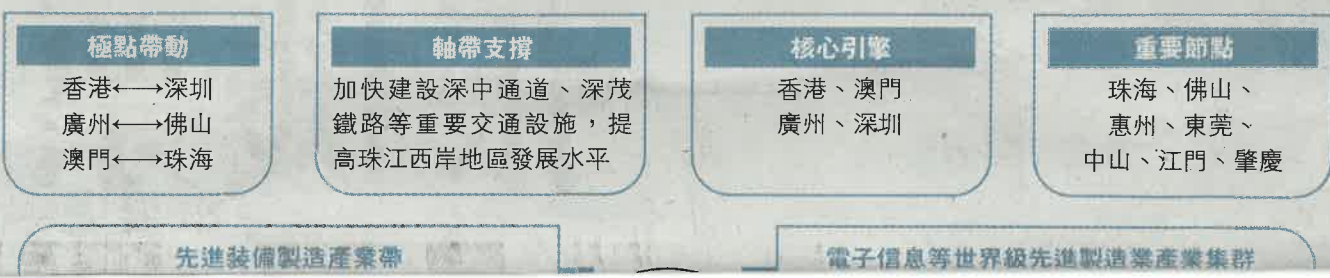 極點帶動
香港←→深圳
廣州←→佛山
澳門←→珠海
軸帶支撐
加快建設深中通道、深茂
鐵路等重要交通設施，提
高珠江西岸地區發展水平
核心引擎
香港、澳門
廣州、深圳
重要節點
珠海、佛山、
惠州、東莞、
中山、江門、肇慶
先進裝備製造產業帶
電子信息等世界級先進製造業產業集群